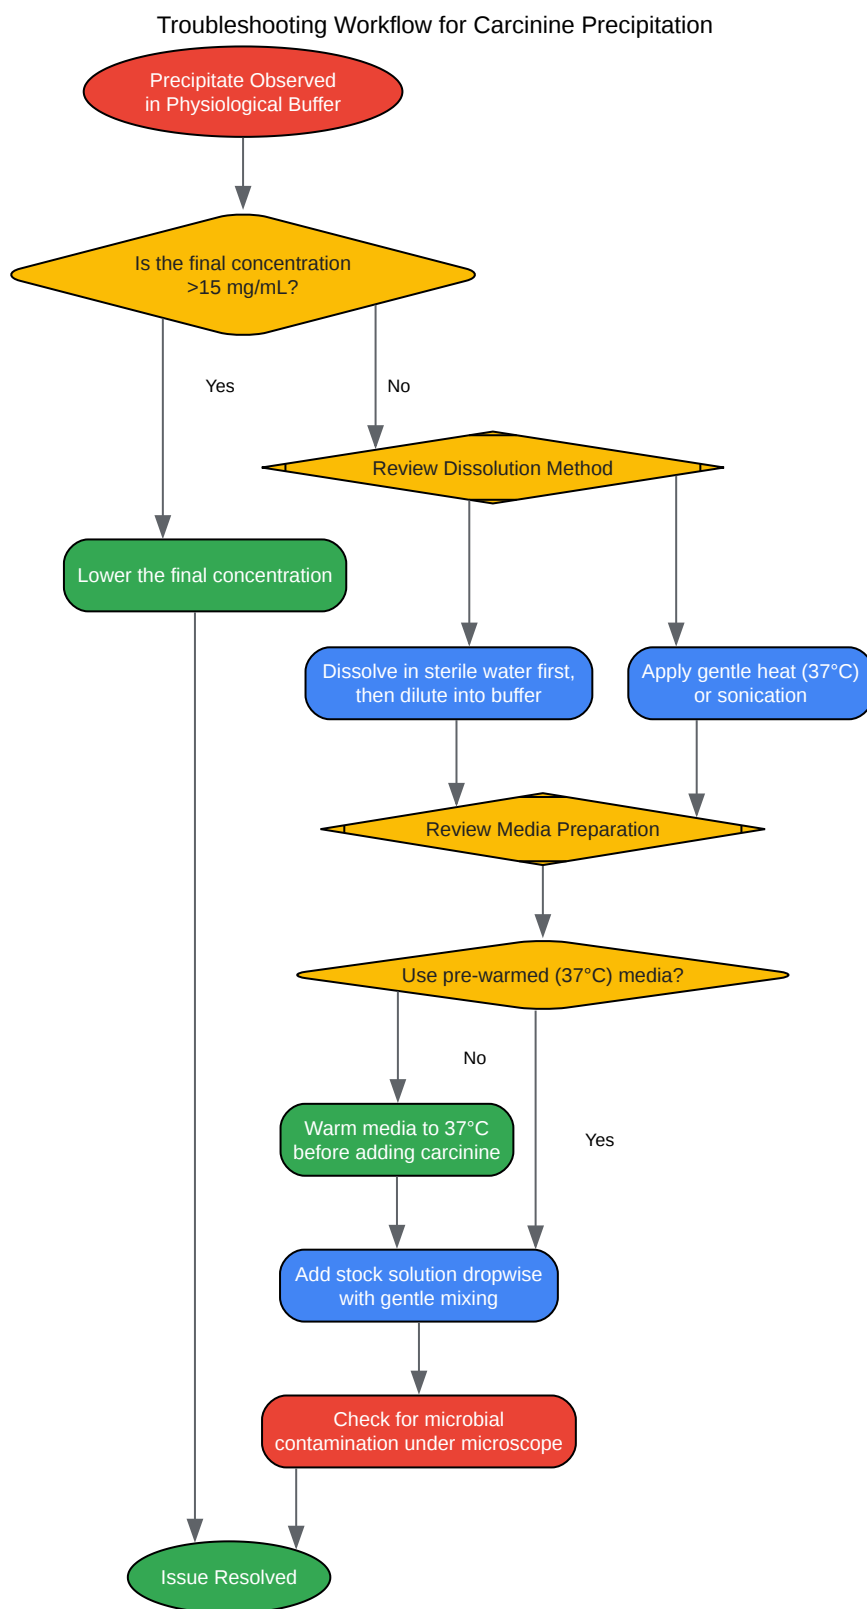 Troubleshooting Workflow for Carcinine Precipitation
Precipitate Observed
in Physiological Buffer
Is the final concentration
>15 mg/mL?
Yes
No
Review Dissolution Method
Lower the final concentration
Dissolve in sterile water first,
then dilute into buffer
Apply gentle heat (37°C)
or sonication
Review Media Preparation
Use pre-warmed (37°C) media?
No
Warm media to 37°C
before adding carcinine
Yes
Add stock solution dropwise
with gentle mixing
Check for microbial
contamination under microscope
Issue Resolved